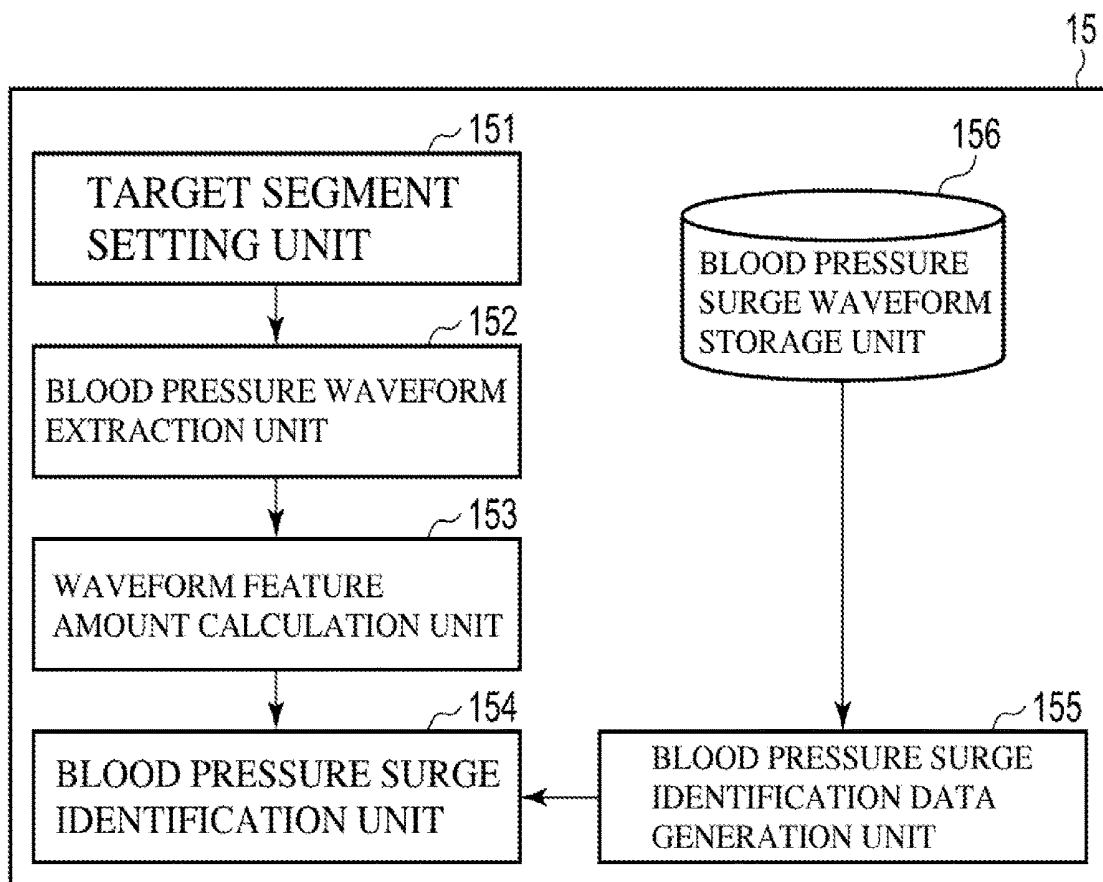 15
151
TARGET SEGMENT
SETTING UNIT
152
BLOOD PRESSURE WAVEFORM
EXTRACTION UNIT
153
WAVEFORM FEATURE
AMOUNT CALCULATION UNIT
154
BLOOD PRESSURE SURGE
IDENTIFICATION UNIT
156
BLOOD PRESSURE
SURGE WAVEFORM
STORAGE UNIT
155
BLOOD PRESSURE SURGE
IDENTIFICATION DATA
GENERATION UNIT